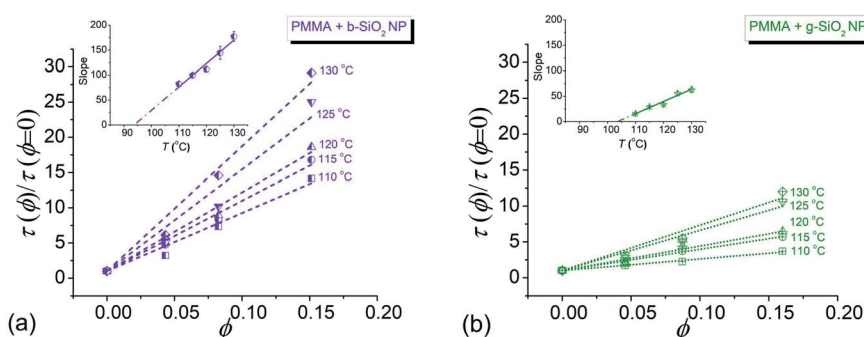 PMMA + b-SiO₂ NP
200
150
100
50
0
Slope
90 100 110 120 130
T (°C)
30
25
20
15
10
5
0
τ(ϕ)/τ(ϕ=0)
130 °C
125 °C
120 °C
115 °C
110 °C
0.00 0.05 0.10 0.15 0.20
(a)
ϕ
PMMA + g-SiO₂ NP
200
150
100
50
0
Slope
90 100 110 120 130
T (°C)
30
25
20
15
10
5
0
τ(ϕ)/τ(ϕ=0)
130 °C
125 °C
120 °C
115 °C
110 °C
0.00 0.05 0.10 0.15 0.20
(b)
ϕ